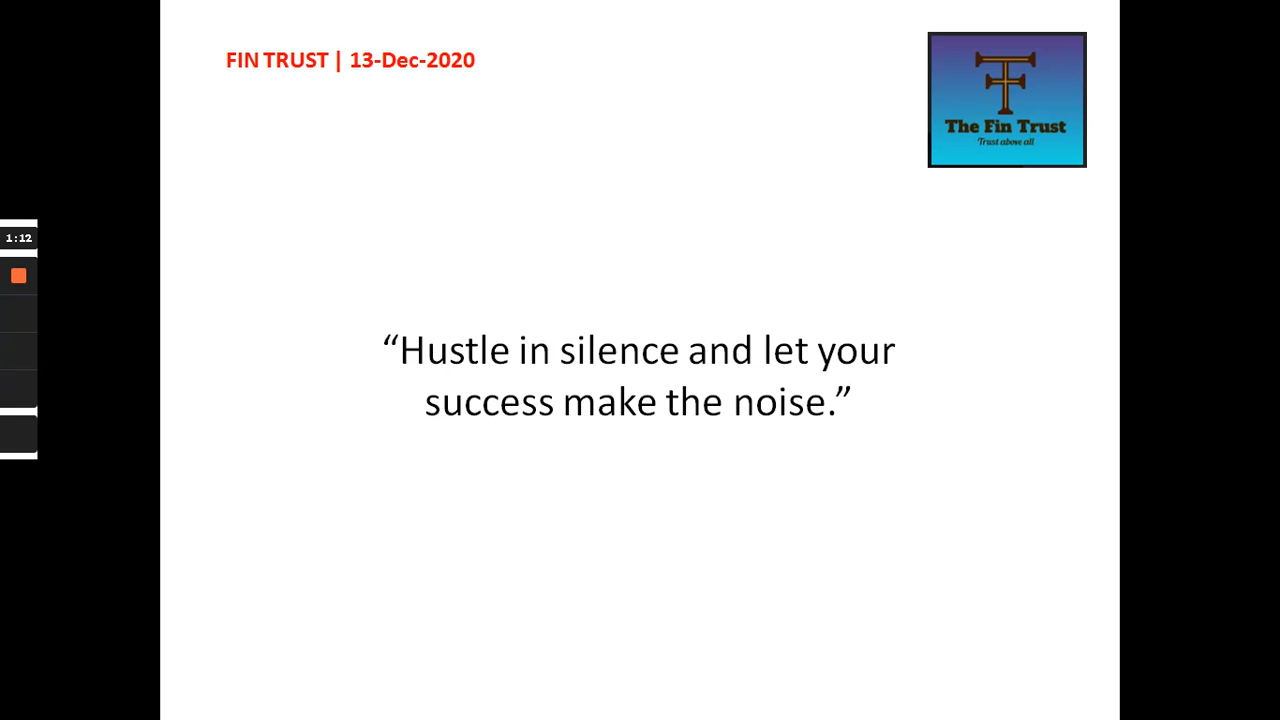 FIN TRUST | 13-Dec-2020
The Fin Trust
Trust above all
1:12
“Hustle in silence and let your
success make the noise.”